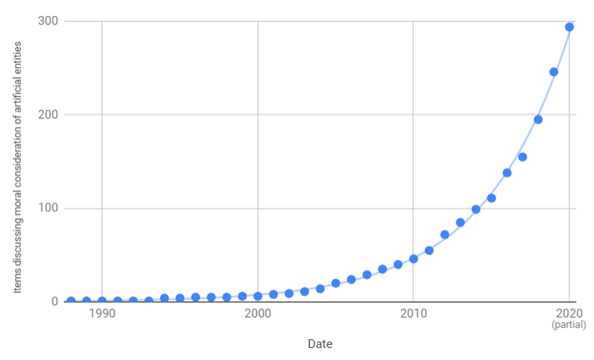 Items discussing moral consideration of artificial entities
300
200
100
0
1990
2000
2010
2020
(partial)
Date